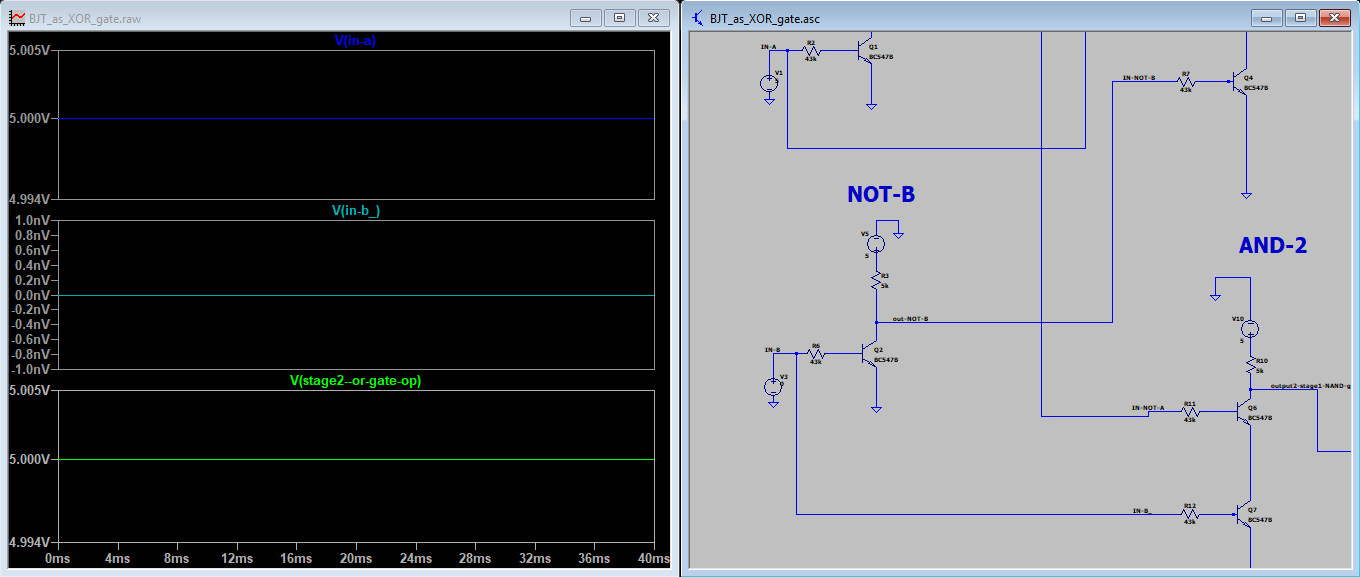 BJT_as_XOR_gate.raw
V(in-a)
5.005V
5.000V
4.994V
V(in-b_)
1.0nV
0.8nV
0.6nV
0.4nV
0.2nV
0.0nV
-0.2nV
-0.4nV
-0.6nV
-0.8nV
-1.0nV
V(stage2--or-gate-op)
5.005V
5.000V
4.994V
0ms 4ms 8ms 12ms 16ms 20ms 24ms 28ms 32ms 36ms 40ms
BJT_as_XOR_gate.asc
IN-A
R2
43k
Q1
BC547B
V1
5
IN-NOT-B
R7
43k
Q4
BC547B
NOT-B
V5
5
R3
5k
out-NOT-B
AND-2
V10
5
R10
5k
output2-stage1-NAND-g
IN-B
R6
43k
Q2
BC547B
V3
0
IN-NOT-A
R11
43k
Q6
BC547B
IN-B_
R12
43k
Q7
BC547B